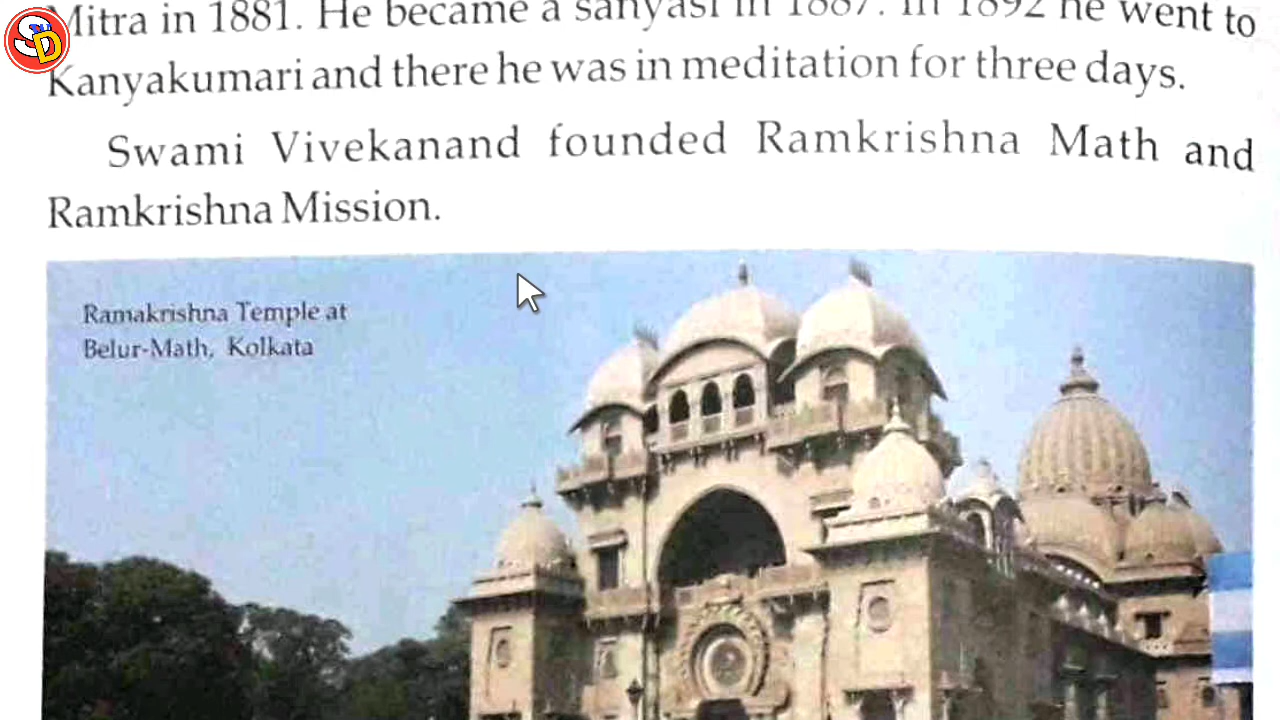 Mitra in 1881. He became a sanyasi in 1887. In 1892 he went to
Kanyakumari and there he was in meditation for three days.
Swami Vivekanand founded Ramkrishna Math and
Ramkrishna Mission.
Ramakrishna Temple at
Belur-Math, Kolkata